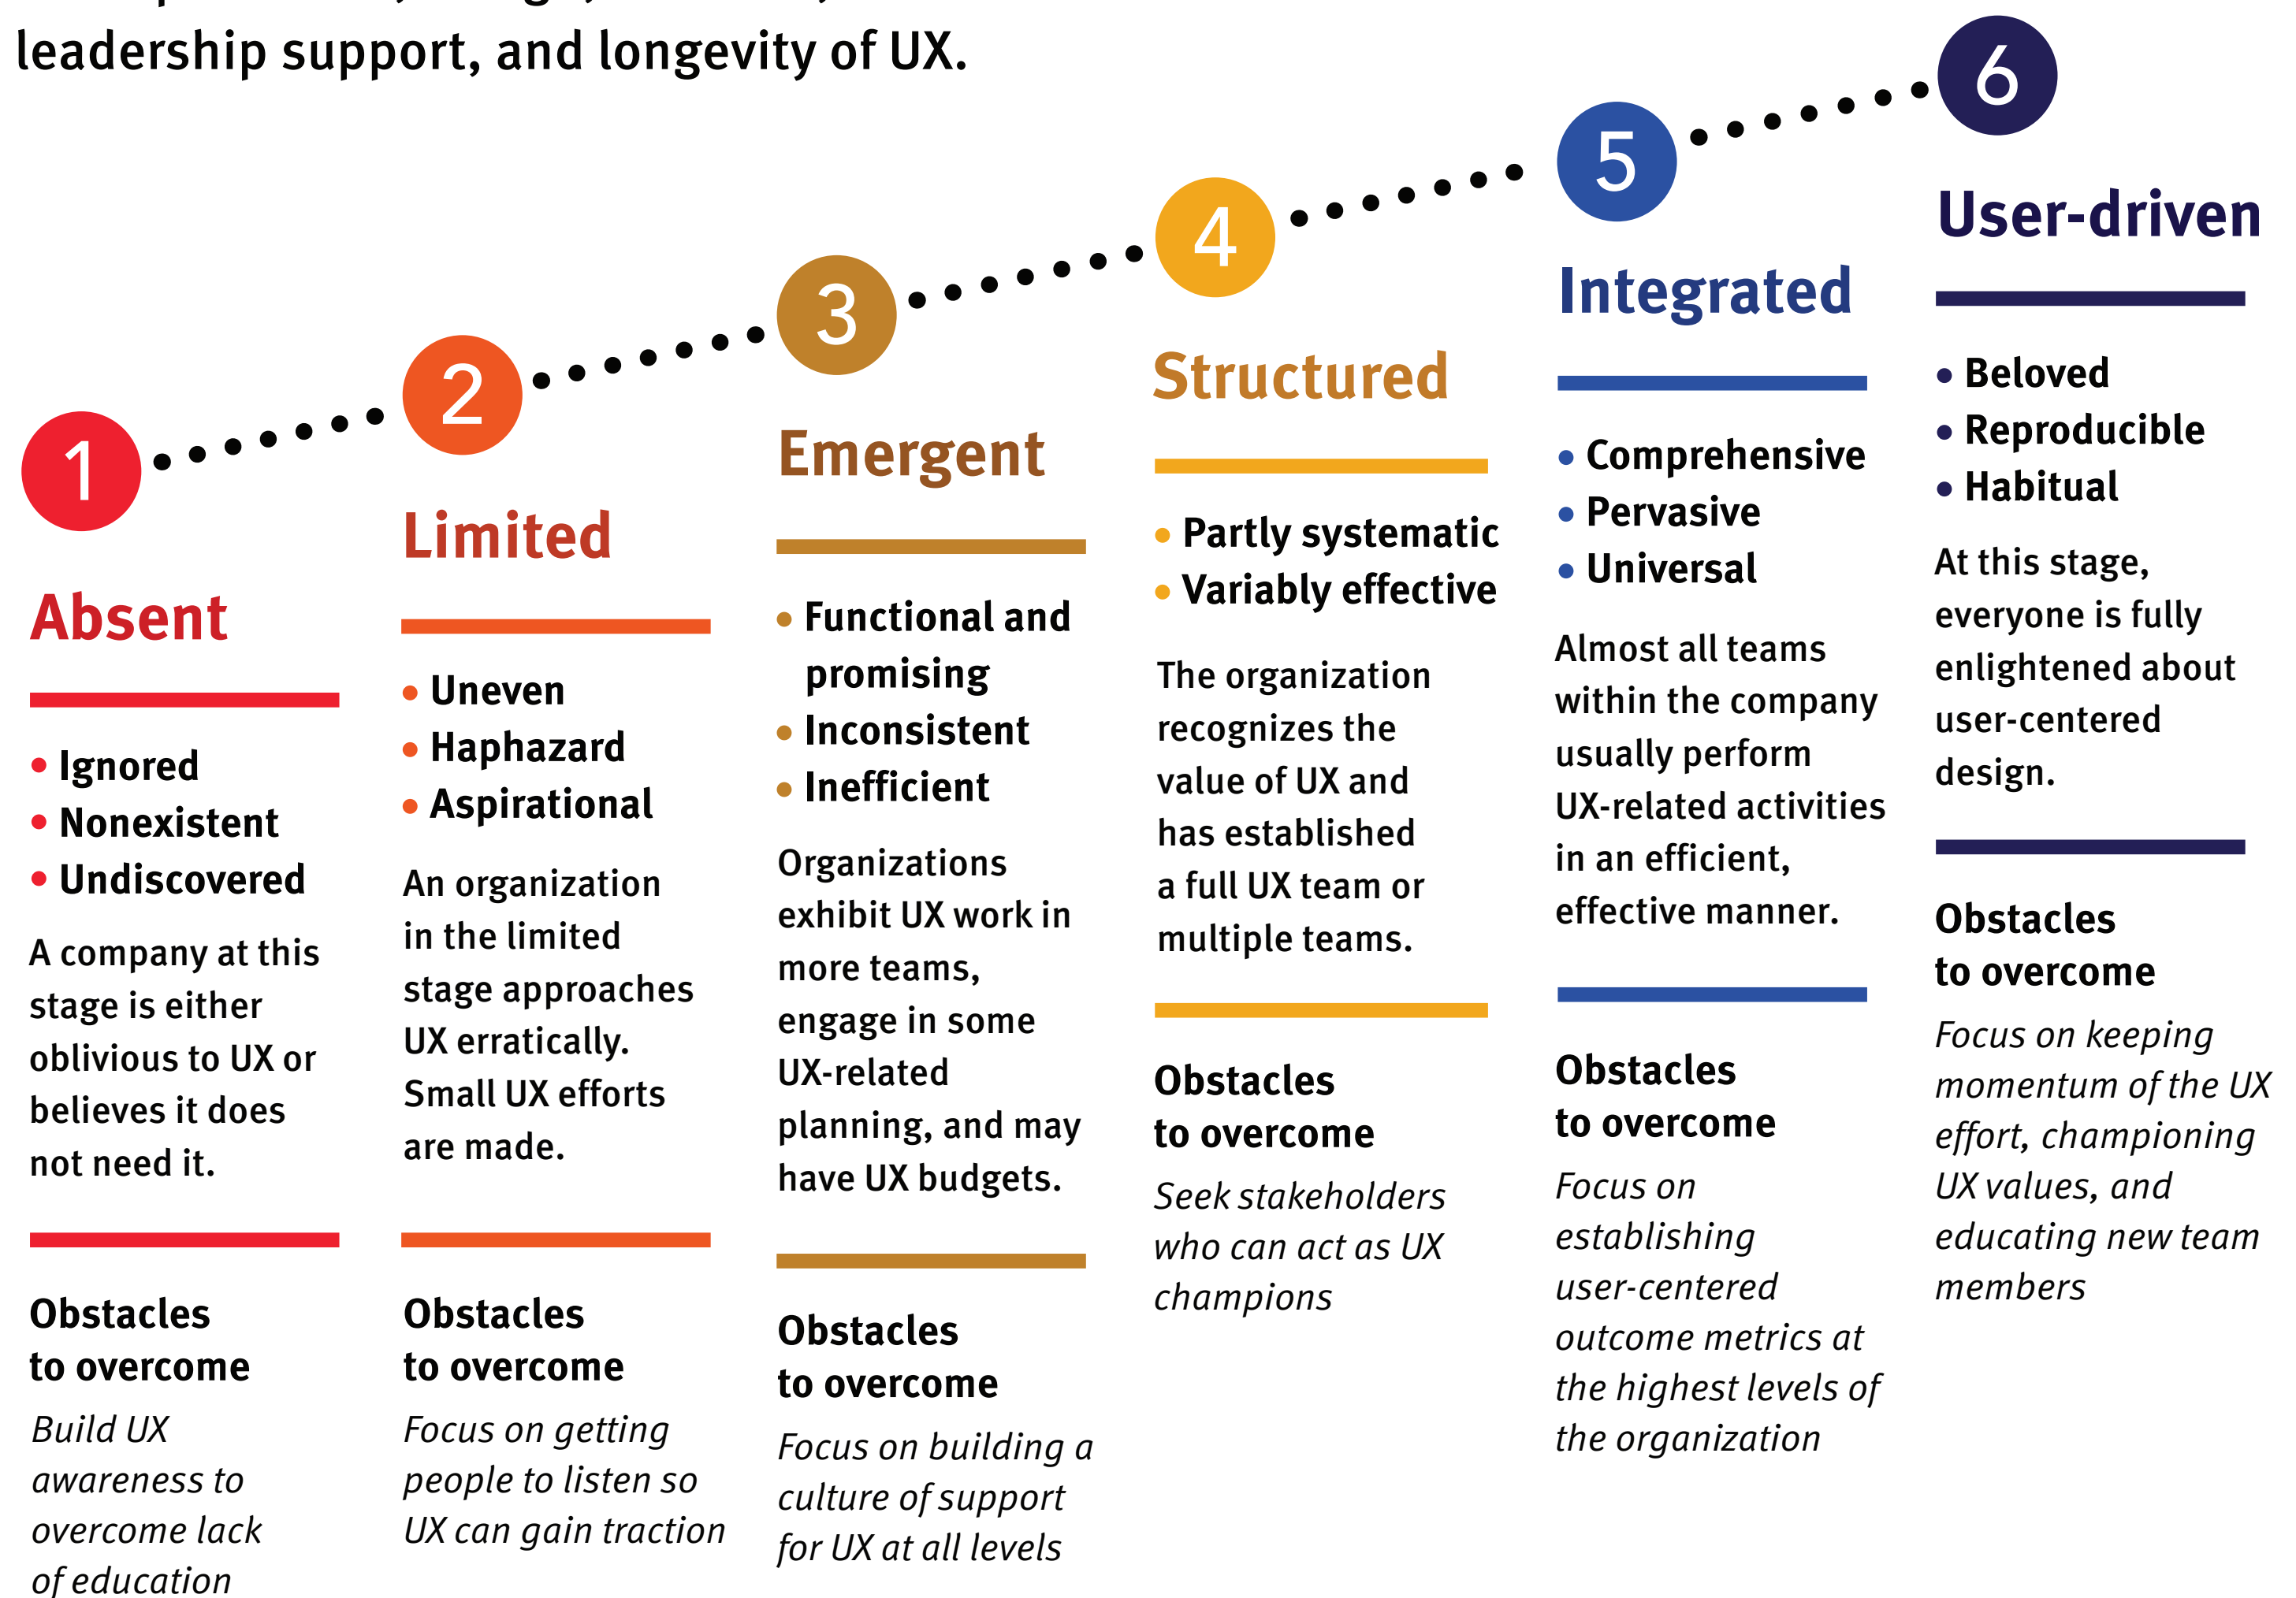 leadership support, and longevity of UX.
1
Absent
• Ignored
• Nonexistent
• Undiscovered
A company at this
stage is either
oblivious to UX or
believes it does
not need it.
Obstacles
to overcome
Build UX
awareness to
overcome lack
of education
2
Limited
• Uneven
• Haphazard
• Aspirational
An organization
in the limited
stage approaches
UX erratically.
Small UX efforts
are made.
Obstacles
to overcome
Focus on getting
people to listen so
UX can gain traction
3
Emergent
• Functional and
promising
• Inconsistent
• Inefficient
Organizations
exhibit UX work in
more teams,
engage in some
UX-related
planning, and may
have UX budgets.
Obstacles
to overcome
Focus on building a
culture of support
for UX at all levels
4
Structured
• Partly systematic
• Variably effective
The organization
recognizes the
value of UX and
has established
a full UX team or
multiple teams.
Obstacles
to overcome
Seek stakeholders
who can act as UX
champions
5
Integrated
• Comprehensive
• Pervasive
• Universal
Almost all teams
within the company
usually perform
UX-related activities
in an efficient,
effective manner.
Obstacles
to overcome
Focus on
establishing
user-centered
outcome metrics at
the highest levels of
the organization
6
User-driven
• Beloved
• Reproducible
• Habitual
At this stage,
everyone is fully
enlightened about
user-centered
design.
Obstacles
to overcome
Focus on keeping
momentum of the UX
effort, championing
UX values, and
educating new team
members